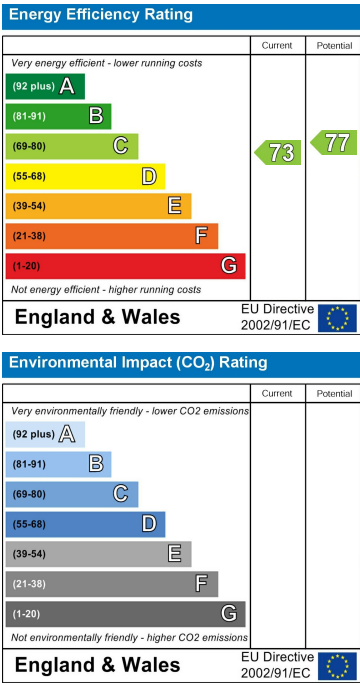 Energy Efficiency Rating
Current Potential
Very energy efficient - lower running costs
(92 plus) A
(81-91) B
(69-80) C
(55-68) D
(39-54) E
(21-38) F
(1-20) G
73 77
Not energy efficient - higher running costs
England & Wales
EU Directive
2002/91/EC
Environmental Impact (CO₂) Rating
Current Potential
Very environmentally friendly - lower CO2 emissions
(92 plus) A
(81-91) B
(69-80) C
(55-68) D
(39-54) E
(21-38) F
(1-20) G
Not environmentally friendly - higher CO2 emissions
England & Wales
EU Directive
2002/91/EC